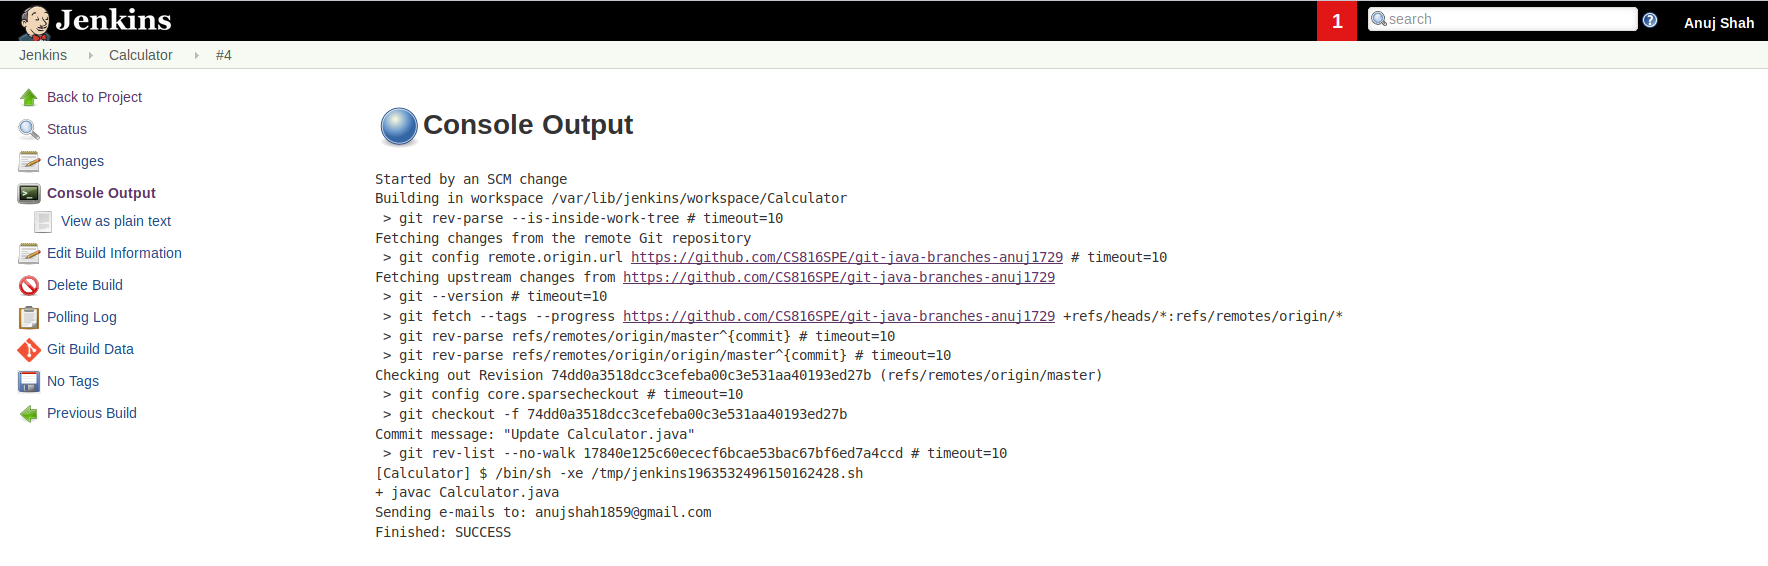 Jenkins
1
search
Anuj Shah
Jenkins Calculator #4
Back to Project
Status
Changes
Console Output
View as plain text
Edit Build Information
Delete Build
Polling Log
Git Build Data
No Tags
Previous Build
Console Output
Started by an SCM change
Building in workspace /var/lib/jenkins/workspace/Calculator
> git rev-parse --is-inside-work-tree # timeout=10
Fetching changes from the remote Git repository
> git config remote.origin.url https://github.com/CS816SPE/git-java-branches-anuj1729 # timeout=10
Fetching upstream changes from https://github.com/CS816SPE/git-java-branches-anuj1729
> git --version # timeout=10
> git fetch --tags --progress https://github.com/CS816SPE/git-java-branches-anuj1729 +refs/heads/*:refs/remotes/origin/*
> git rev-parse refs/remotes/origin/master^{commit} # timeout=10
> git rev-parse refs/remotes/origin/origin/master^{commit} # timeout=10
Checking out Revision 74dd0a3518dcc3cefeba00c3e531aa40193ed27b (refs/remotes/origin/master)
> git config core.sparsecheckout # timeout=10
> git checkout -f 74dd0a3518dcc3cefeba00c3e531aa40193ed27b
Commit message: "Update Calculator.java"
> git rev-list --no-walk 17840e125c60ececf6bcae53bac67bf6ed7a4ccd # timeout=10
[Calculator] $ /bin/sh -xe /tmp/jenkins1963532496150162428.sh
+ javac Calculator.java
Sending e-mails to: anujshah1859@gmail.com
Finished: SUCCESS